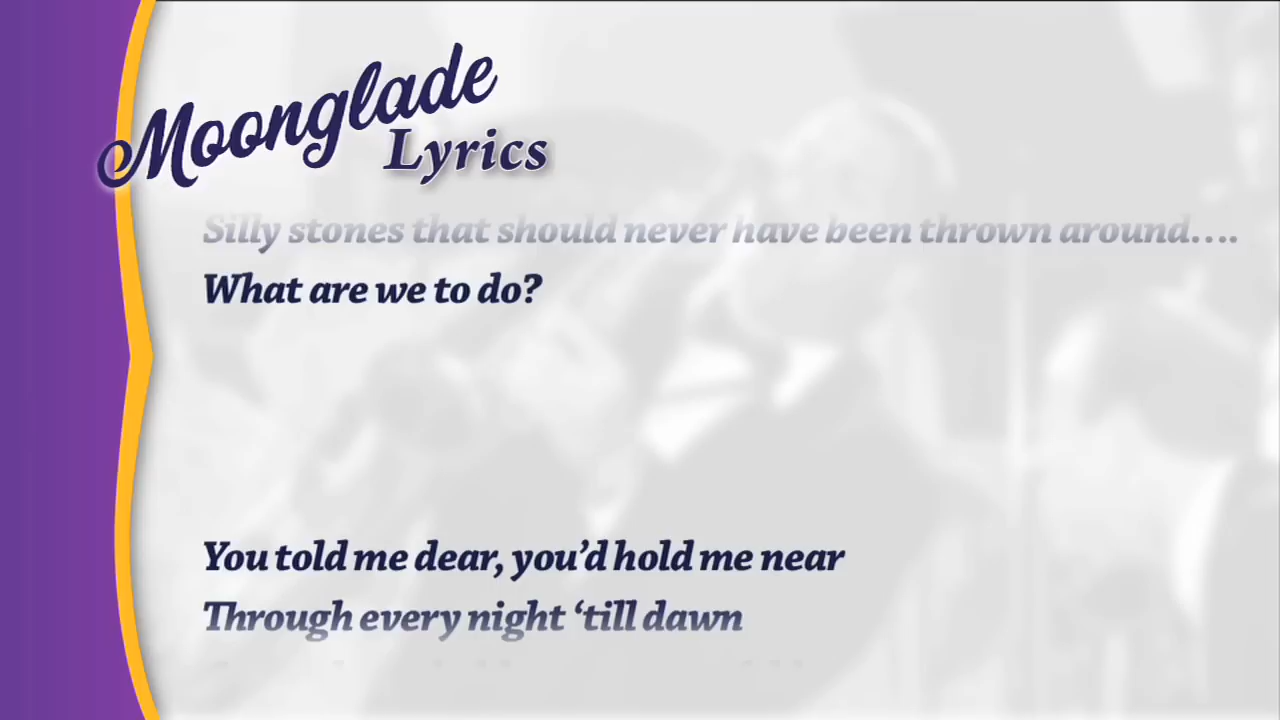 Moonglade
Lyrics
Silly stones that should never have been thrown around....
What are we to do?
You told me dear, you’d hold me near
Through every night ‘till dawn